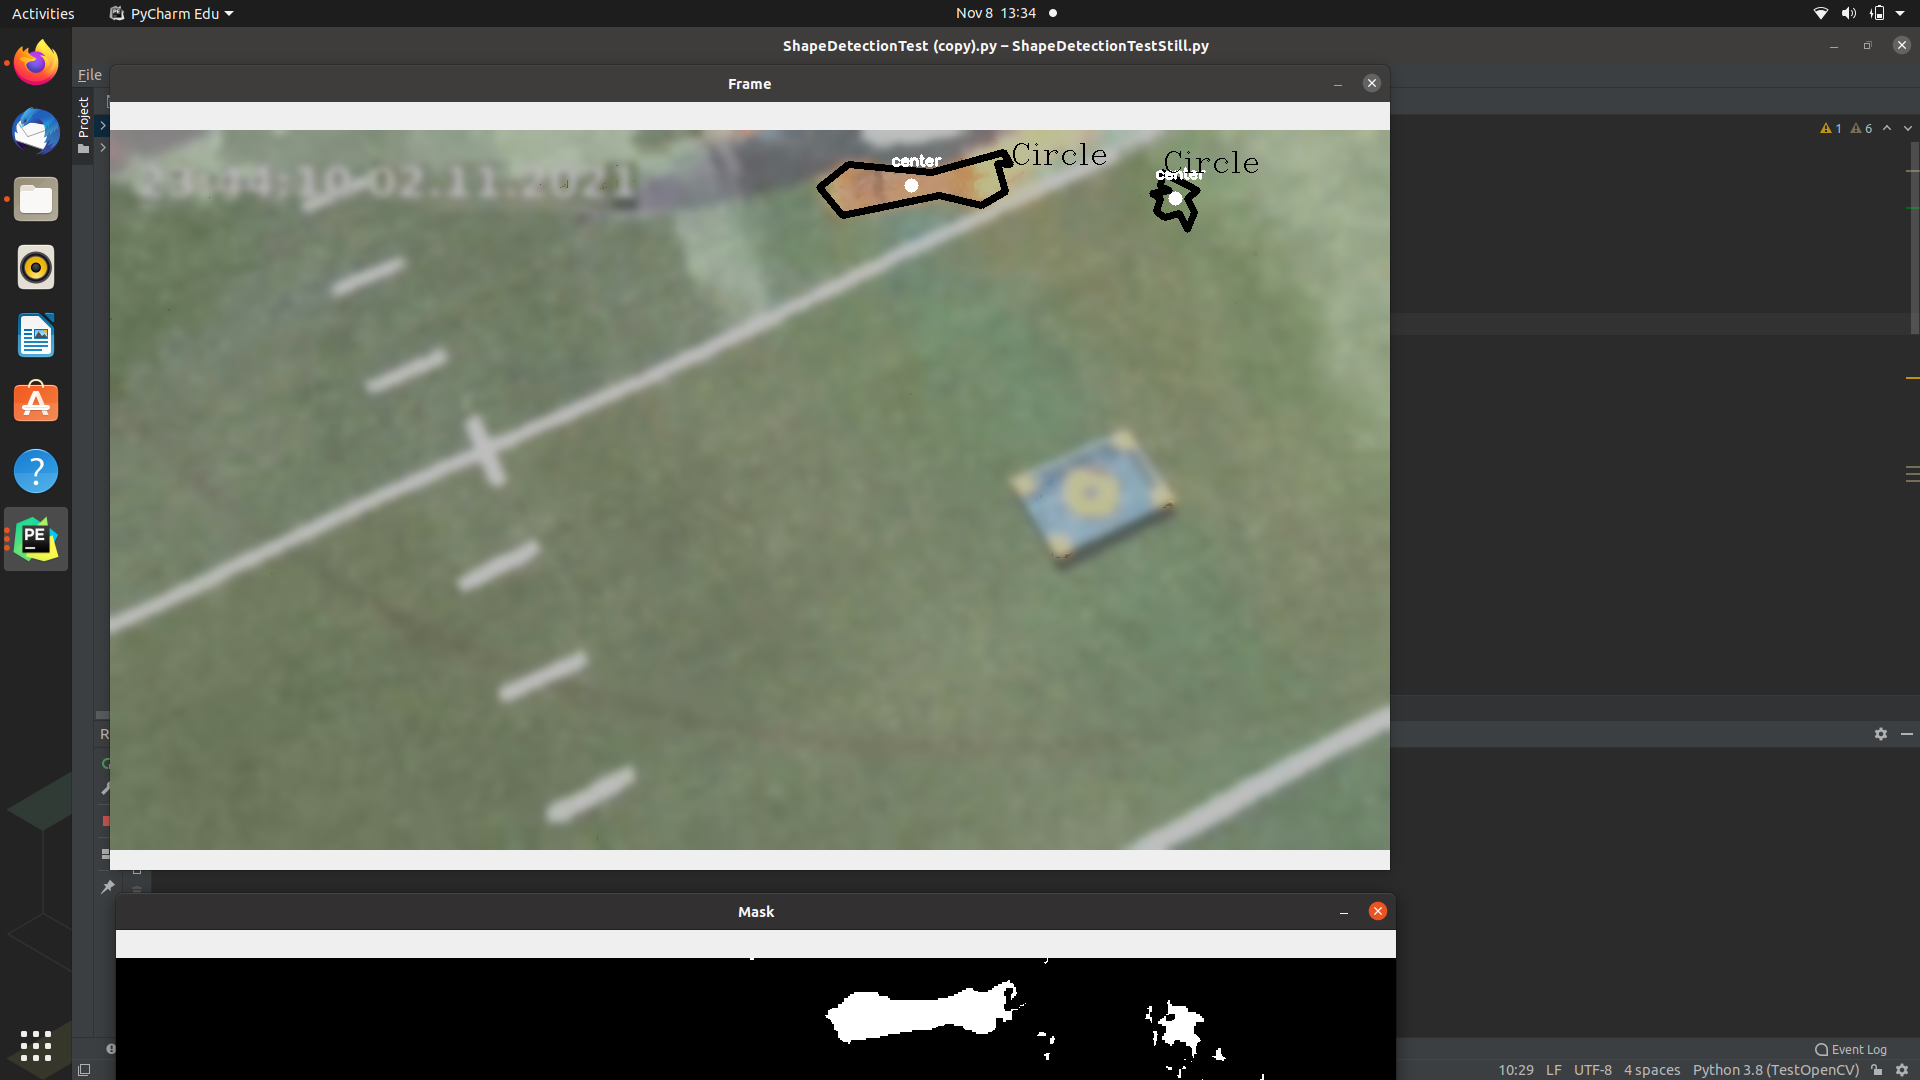 Activities
PyCharm Edu
Nov 8 13:34
ShapeDetectionTest (copy).py – ShapeDetectionTestStill.py
File
Frame
Project
1
6
23:44:10 02.11.2021
center
Circle
Circle
center
PE
R
Mask
Event Log
10:29
LF
UTF-8
4 spaces
Python 3.8 (TestOpenCV)